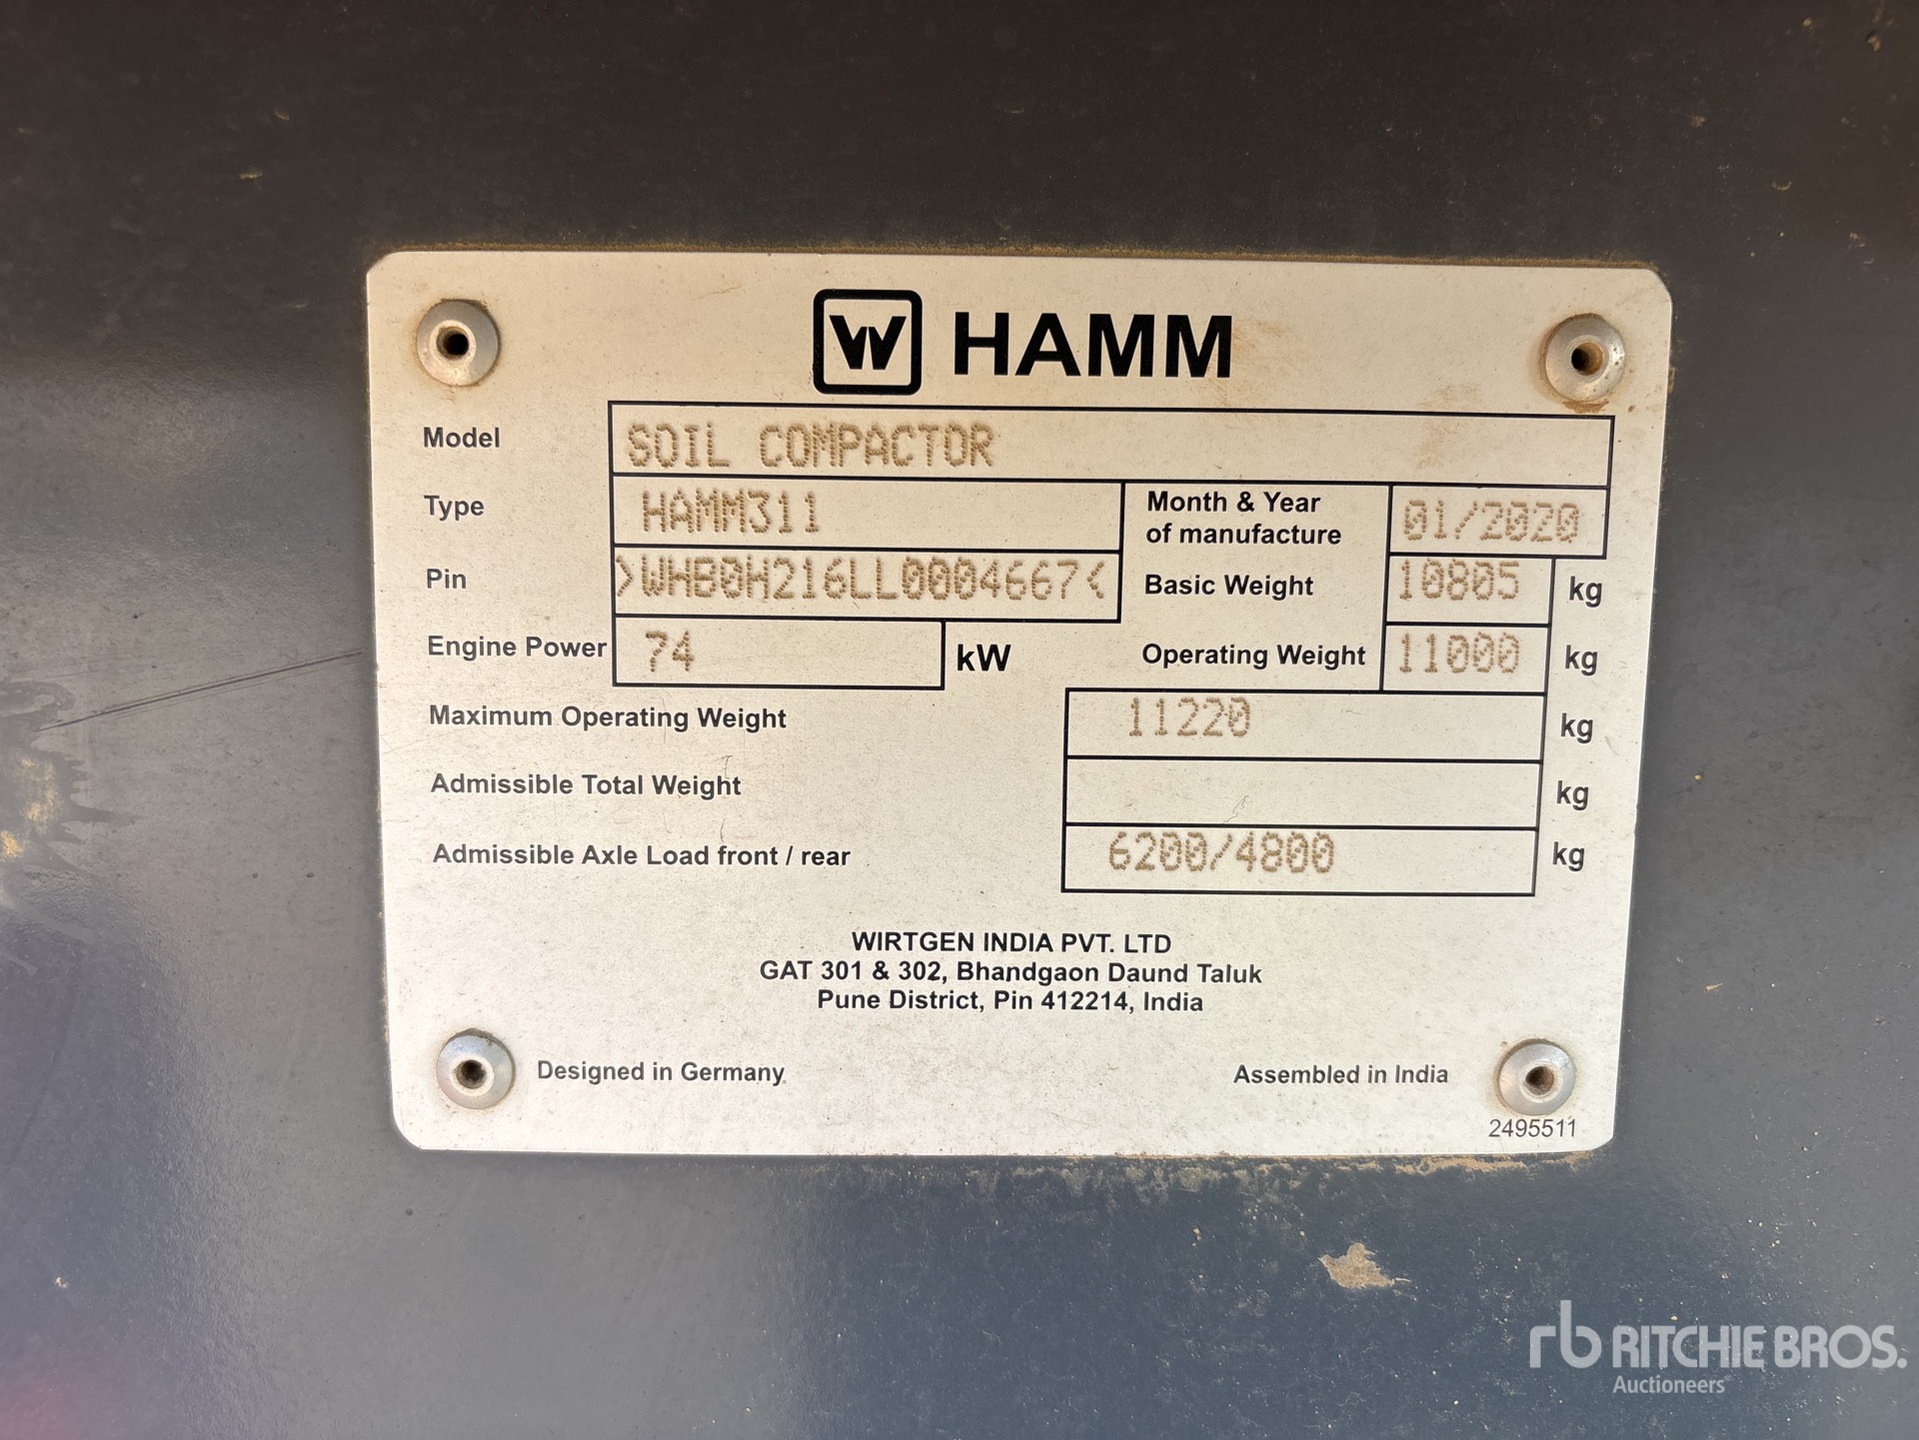 W HAMM
Model SOIL COMPACTOR
Type HAMM311 Month & Year of manufacture 01/2020
Pin >WHB0H216LL0004667< Basic Weight 10805 kg
Engine Power 74 kW Operating Weight 11000 kg
Maximum Operating Weight 11220 kg
Admissible Total Weight kg
Admissible Axle Load front / rear 6200/4800 kg
WIRTGEN INDIA PVT. LTD
GAT 301 & 302, Bhandgaon Daund Taluk
Pune District, Pin 412214, India
Designed in Germany Assembled in India
2495511
rb RITCHIE BROS.
Auctioneers